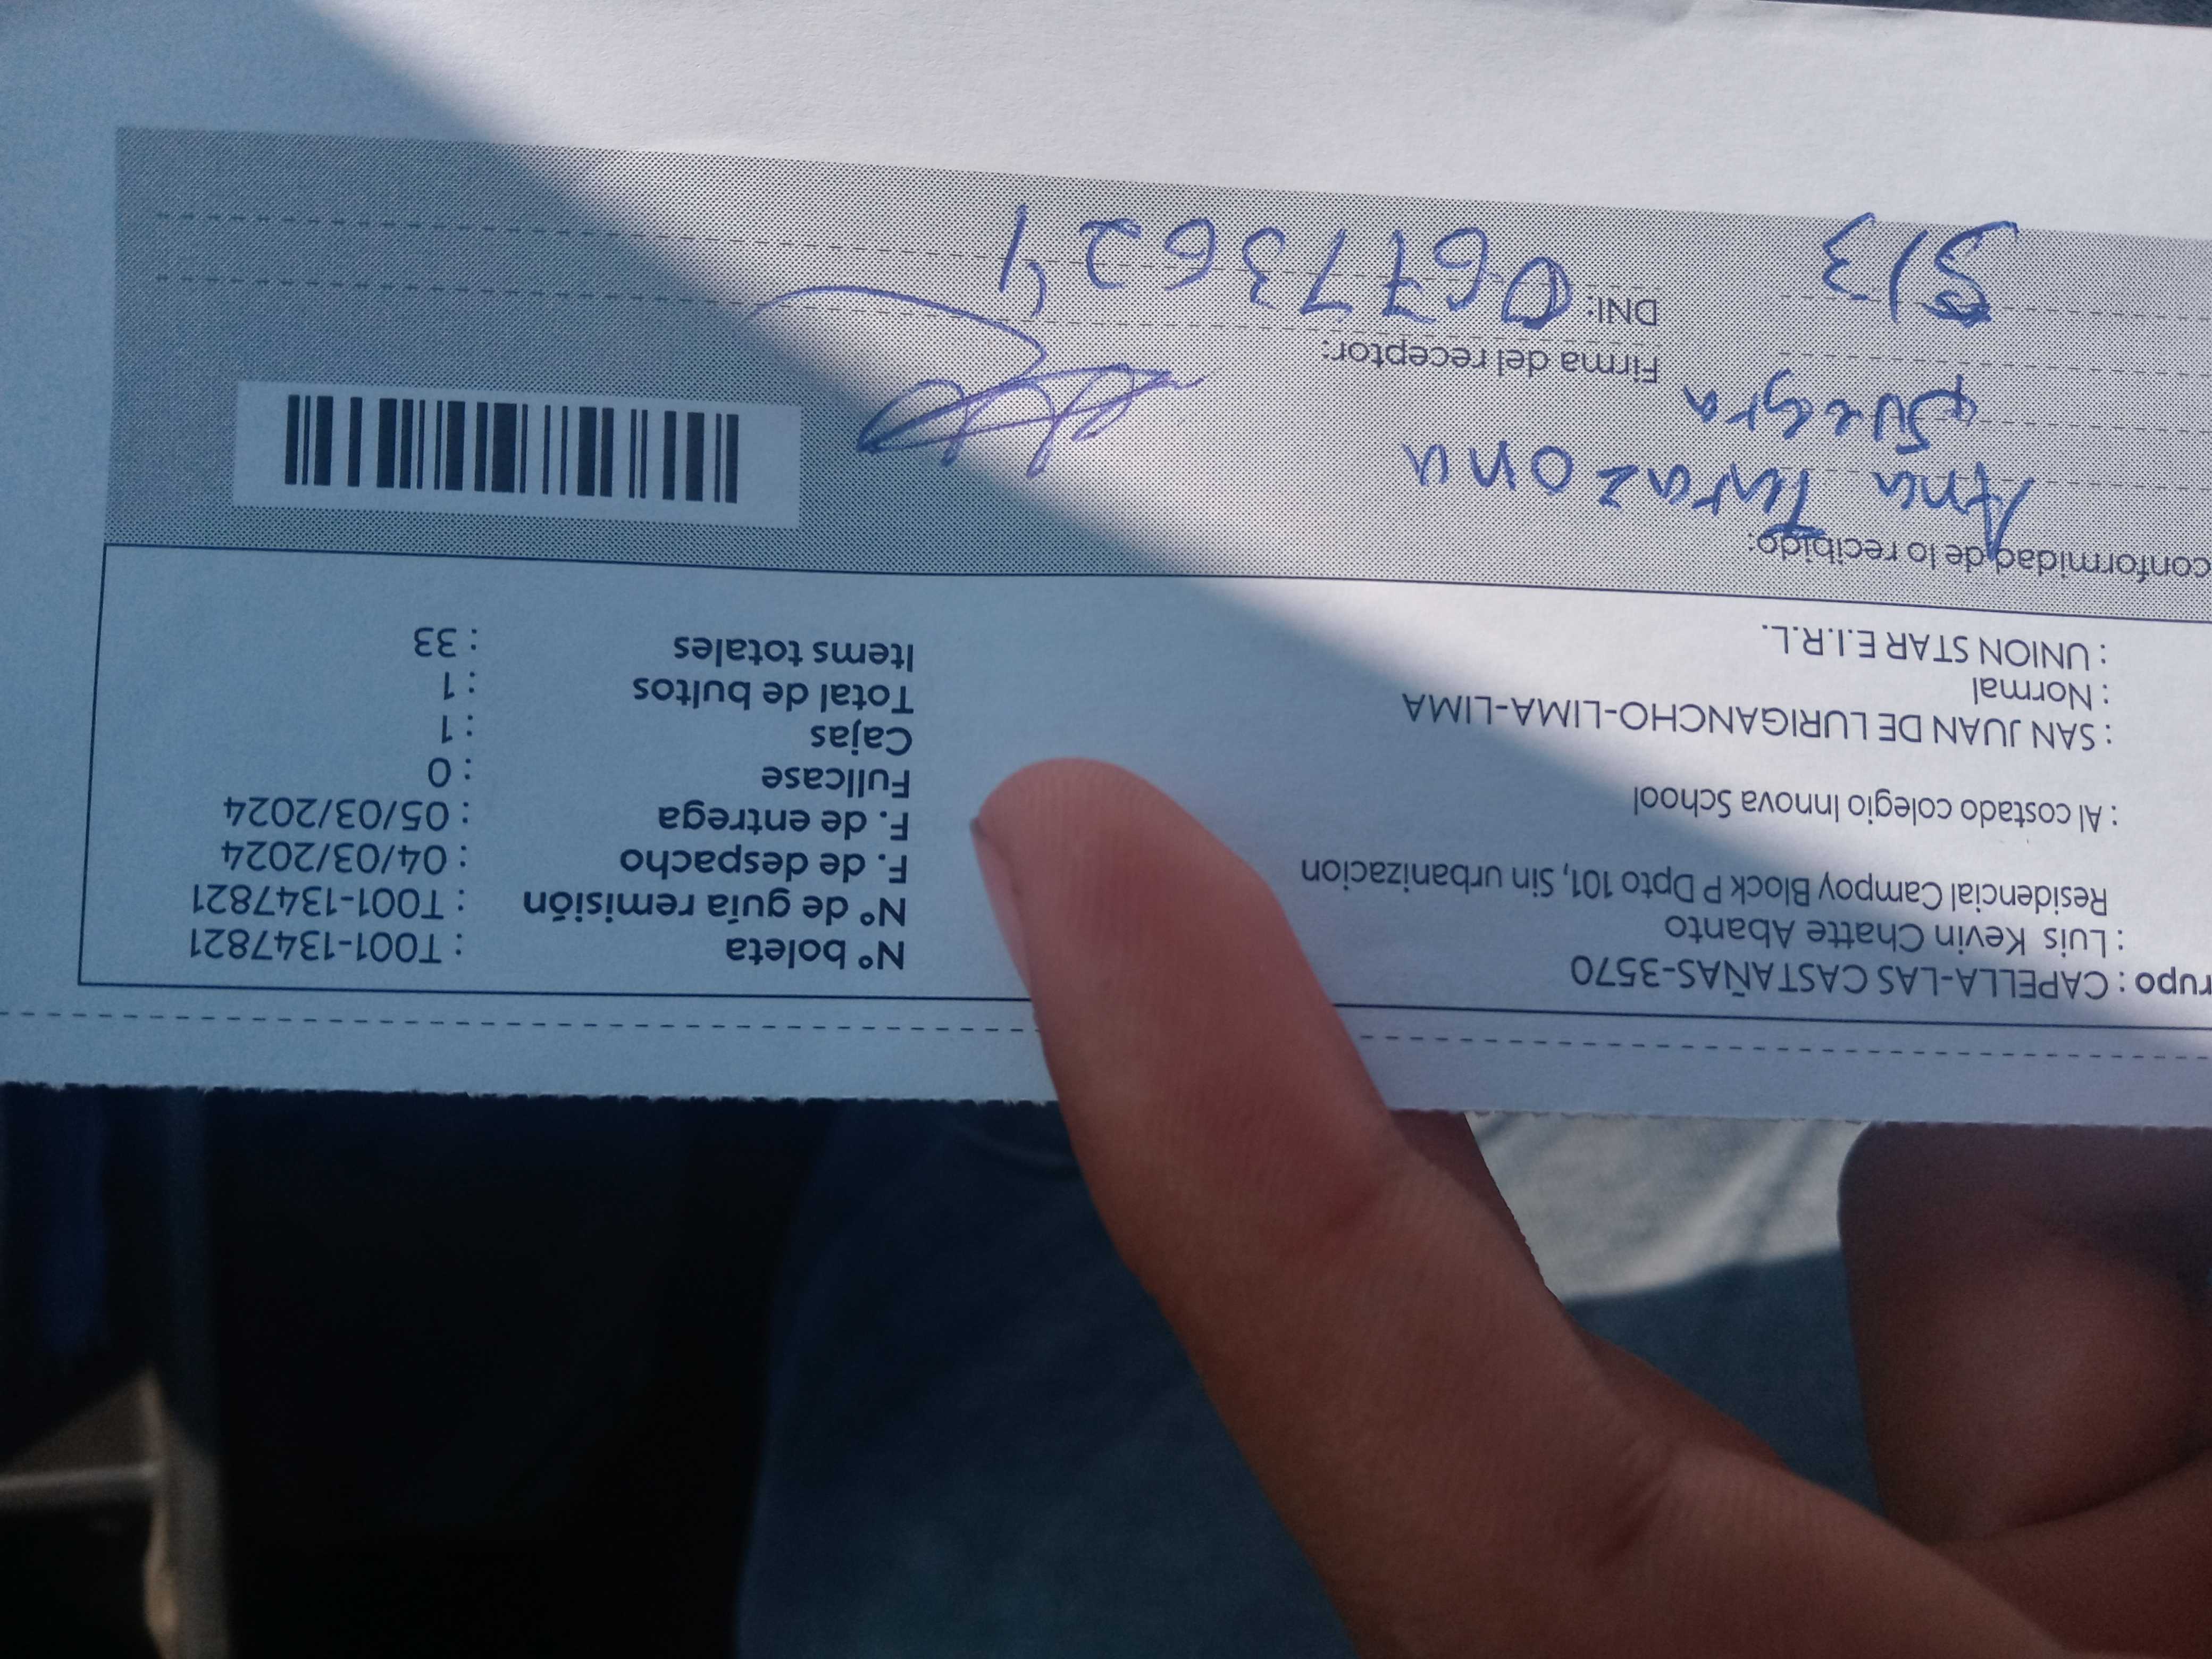 rupo : CAPELLA-LAS CASTAÑAS-3570
: Luis Kevin Chatte Abanto
Residencial Campoy Block P Dpto 101, Sin urbanizacion
: Al costado colegio Innova School
: SAN JUAN DE LURIGANCHO-LIMA-LIMA
: Normal
: UNION STAR E.I.R.L.
N° boleta : T001-1347821
N° de guía remisión : T001-1347821
F. de despacho : 04/03/2024
F. de entrega : 05/03/2024
Fullcase : 0
Cajas : 1
Total de bultos : 1
Items totales : 33
conformidad de lo recibido:
Ana Tarazona
Suegra
Firma del receptor:
DNI: 06773624
5/3